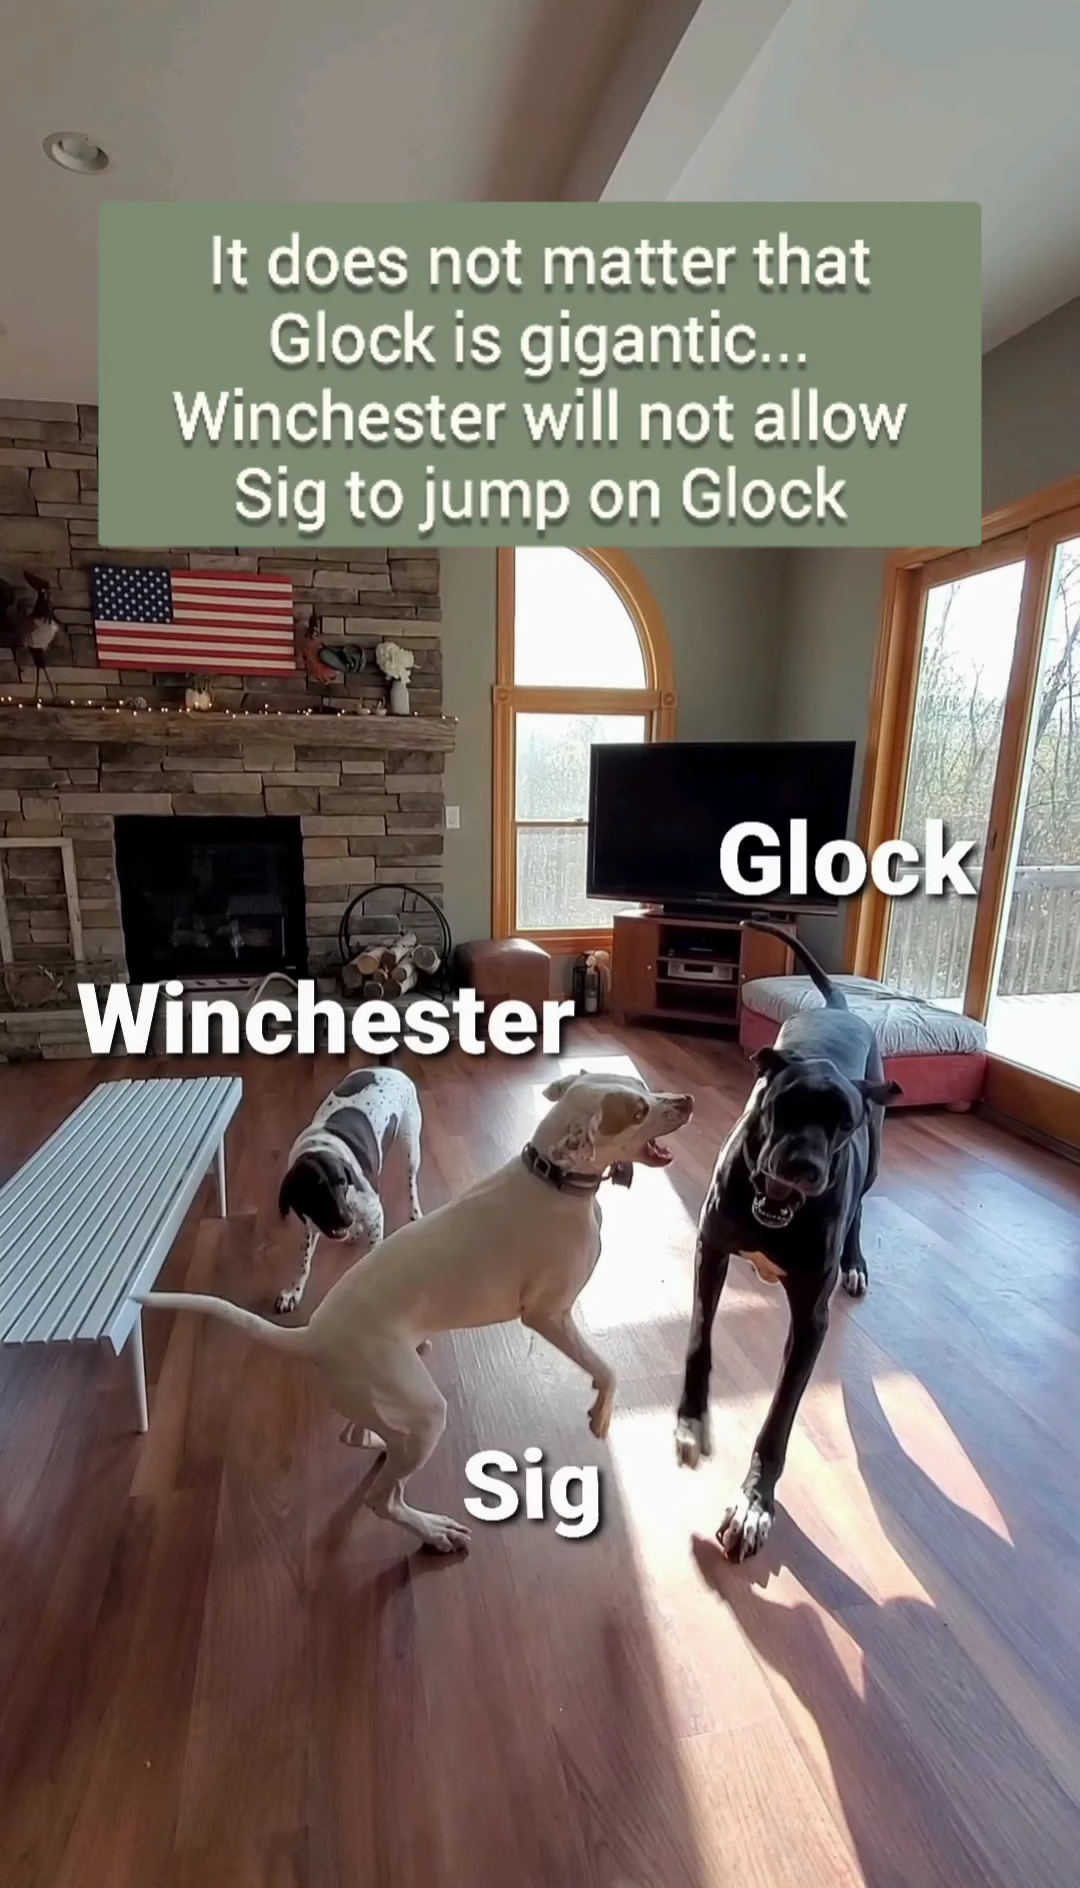 It does not matter that
Glock is gigantic...
Winchester will not allow
Sig to jump on Glock
Glock
Winchester
Sig